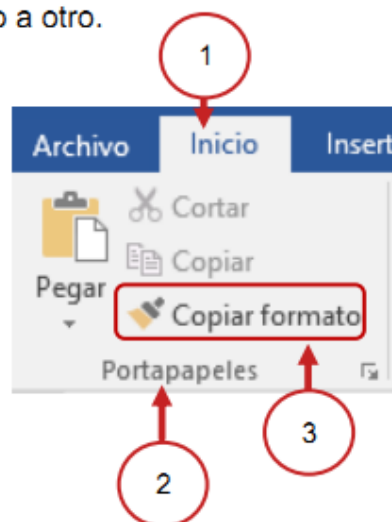 o a otro.
1
Archivo Inicio Insert
Cortar
Copiar
Pegar
Copiar formato
Portapapeles
3
2